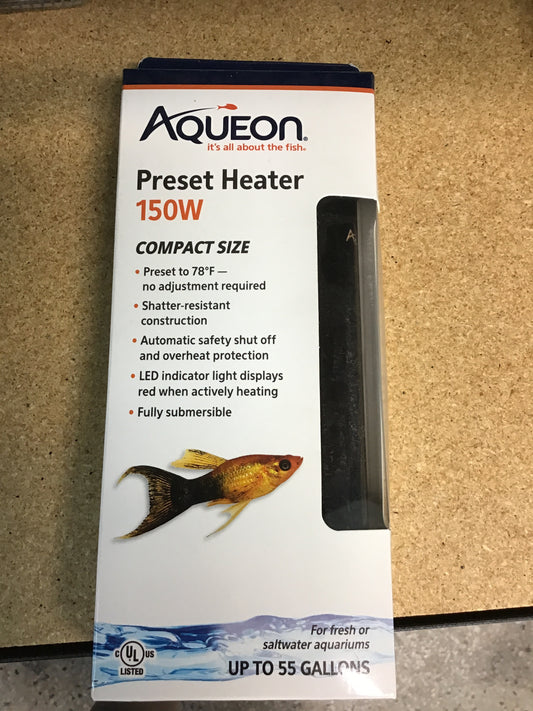 AQUEON®
it's all about the fish®
Preset Heater
150W
COMPACT SIZE
• Preset to 78°F —
no adjustment required
• Shatter-resistant
construction
• Automatic safety shut off
and overheat protection
• LED indicator light displays
red when actively heating
• Fully submersible
A
For fresh or
saltwater aquariums
UP TO 55 GALLONS
C UL® US
LISTED